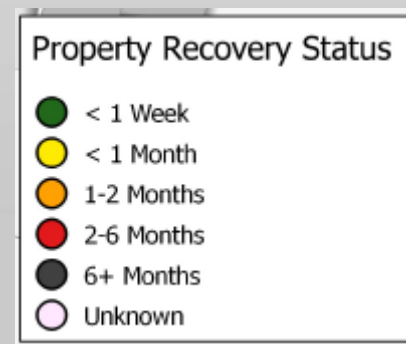 Property Recovery Status
< 1 Week
< 1 Month
1-2 Months
2-6 Months
6+ Months
Unknown